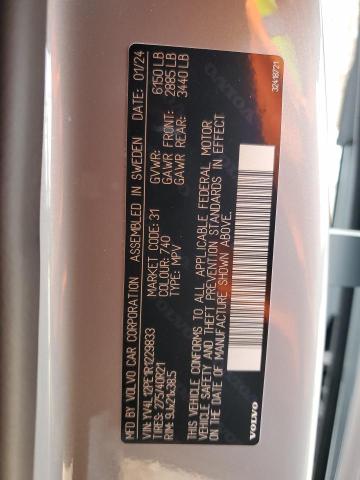 MFD BY VOLVO CAR CORPORATION ASSEMBLED IN SWEDEN DATE: 01/24
VIN: YV4L12PE1R1229833
TIRES: 275/40R21
RIM: 9Jx21x38.5
MARKET CODE: 31
COLOUR: 740
TYPE: MPV
GVWR: 6150 LB
GAWR FRONT: 2885 LB
GAWR REAR: 3440 LB
THIS VEHICLE CONFORMS TO ALL APPLICABLE FEDERAL MOTOR
VEHICLE SAFETY AND THEFT PREVENTION STANDARDS IN EFFECT
ON THE DATE OF MANUFACTURE SHOWN ABOVE.
VOLVO
32418721